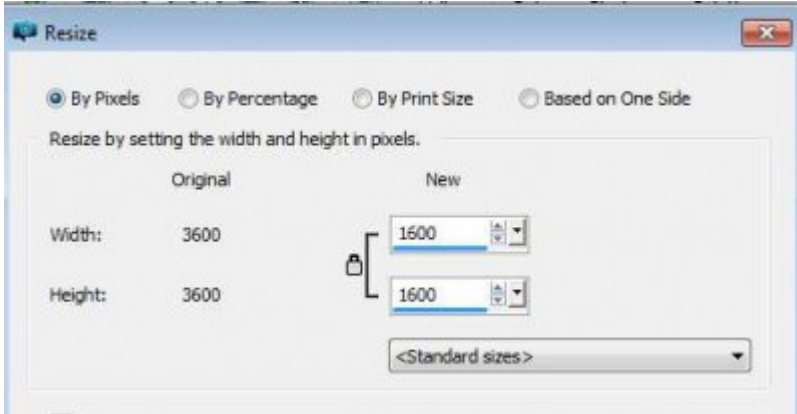 Resize
By Pixels By Percentage By Print Size Based on One Side
Resize by setting the width and height in pixels.
Original New
Width: 3600 1600
Height: 3600 1600
<Standard sizes>